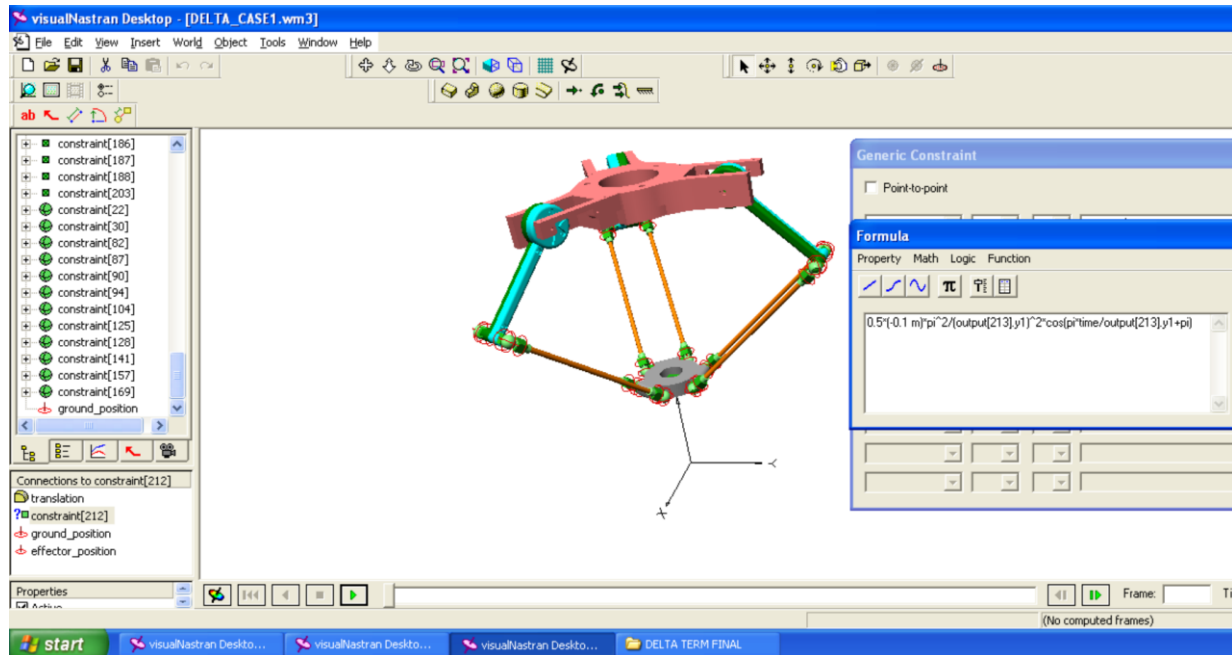 visualNastran Desktop - [DELTA_CASE1.wm3]
File Edit View Insert World Object Tools Window Help
ab
constraint[186]
constraint[187]
constraint[188]
constraint[203]
constraint[22]
constraint[30]
constraint[82]
constraint[87]
constraint[90]
constraint[94]
constraint[104]
constraint[125]
constraint[128]
constraint[141]
constraint[157]
constraint[169]
ground_position
Connections to constraint[212]
translation
constraint[212]
ground_position
effector_position
Properties
Active
Generic Constraint
Point-to-point
Formula
Property Math Logic Function
π
0.5*(-0.1 m)*pi^2/(output[213].y1)^2*cos(pi*time/output[213].y1+pi)
Y
X
Frame:
Ti
(No computed frames)
start
visualNastran Deskto...
visualNastran Deskto...
visualNastran Deskto...
DELTA TERM FINAL